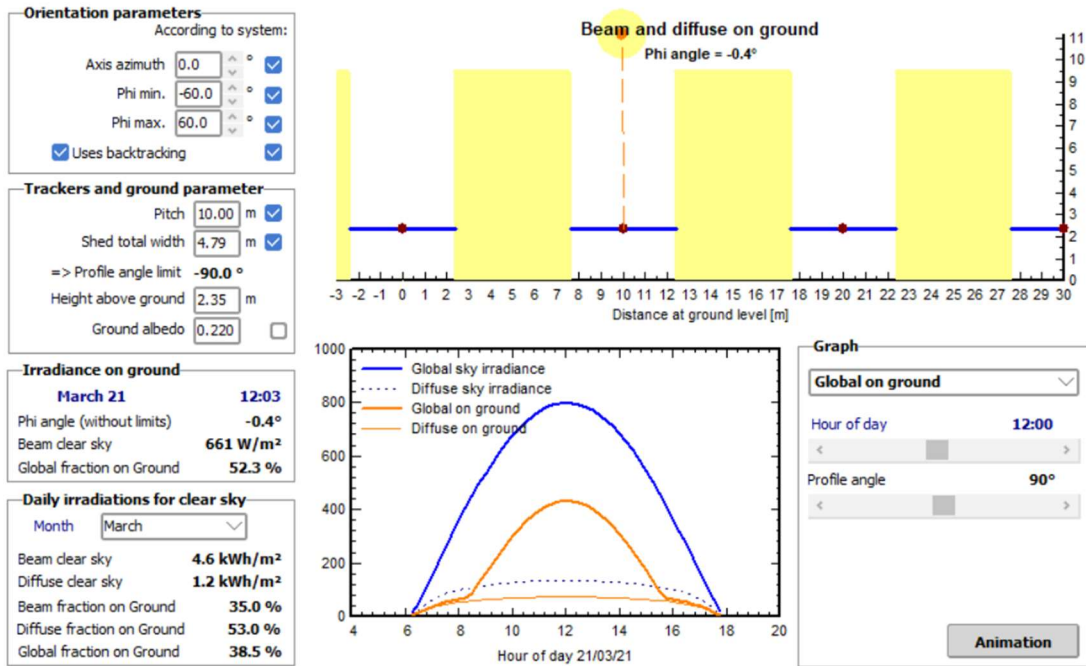 Orientation parameters
According to system:
Axis azimuth 0.0 °
Phi min. -60.0 °
Phi max. 60.0 °
Uses backtracking
Trackers and ground parameter
Pitch 10.00 m
Shed total width 4.79 m
=> Profile angle limit -90.0 °
Height above ground 2.35 m
Ground albedo 0.220
Irradiance on ground
March 21 12:03
Phi angle (without limits) -0.4°
Beam clear sky 661 W/m²
Global fraction on Ground 52.3 %
Daily irradiations for clear sky
Month March
Beam clear sky 4.6 kWh/m²
Diffuse clear sky 1.2 kWh/m²
Beam fraction on Ground 35.0 %
Diffuse fraction on Ground 53.0 %
Global fraction on Ground 38.5 %
Beam and diffuse on ground
Phi angle = -0.4°
11
10
9
8
7
6
5
4
3
2
1
0
-3 -2 -1 0 1 2 3 4 5 6 7 8 9 10 11 12 13 14 15 16 17 18 19 20 21 22 23 24 25 26 27 28 29 30
Distance at ground level [m]
1000
800
600
400
200
0
Global sky irradiance
Diffuse sky irradiance
Global on ground
Diffuse on ground
4 6 8 10 12 14 16 18 20
Hour of day 21/03/21
Graph
Global on ground
Hour of day 12:00
Profile angle 90°
Animation